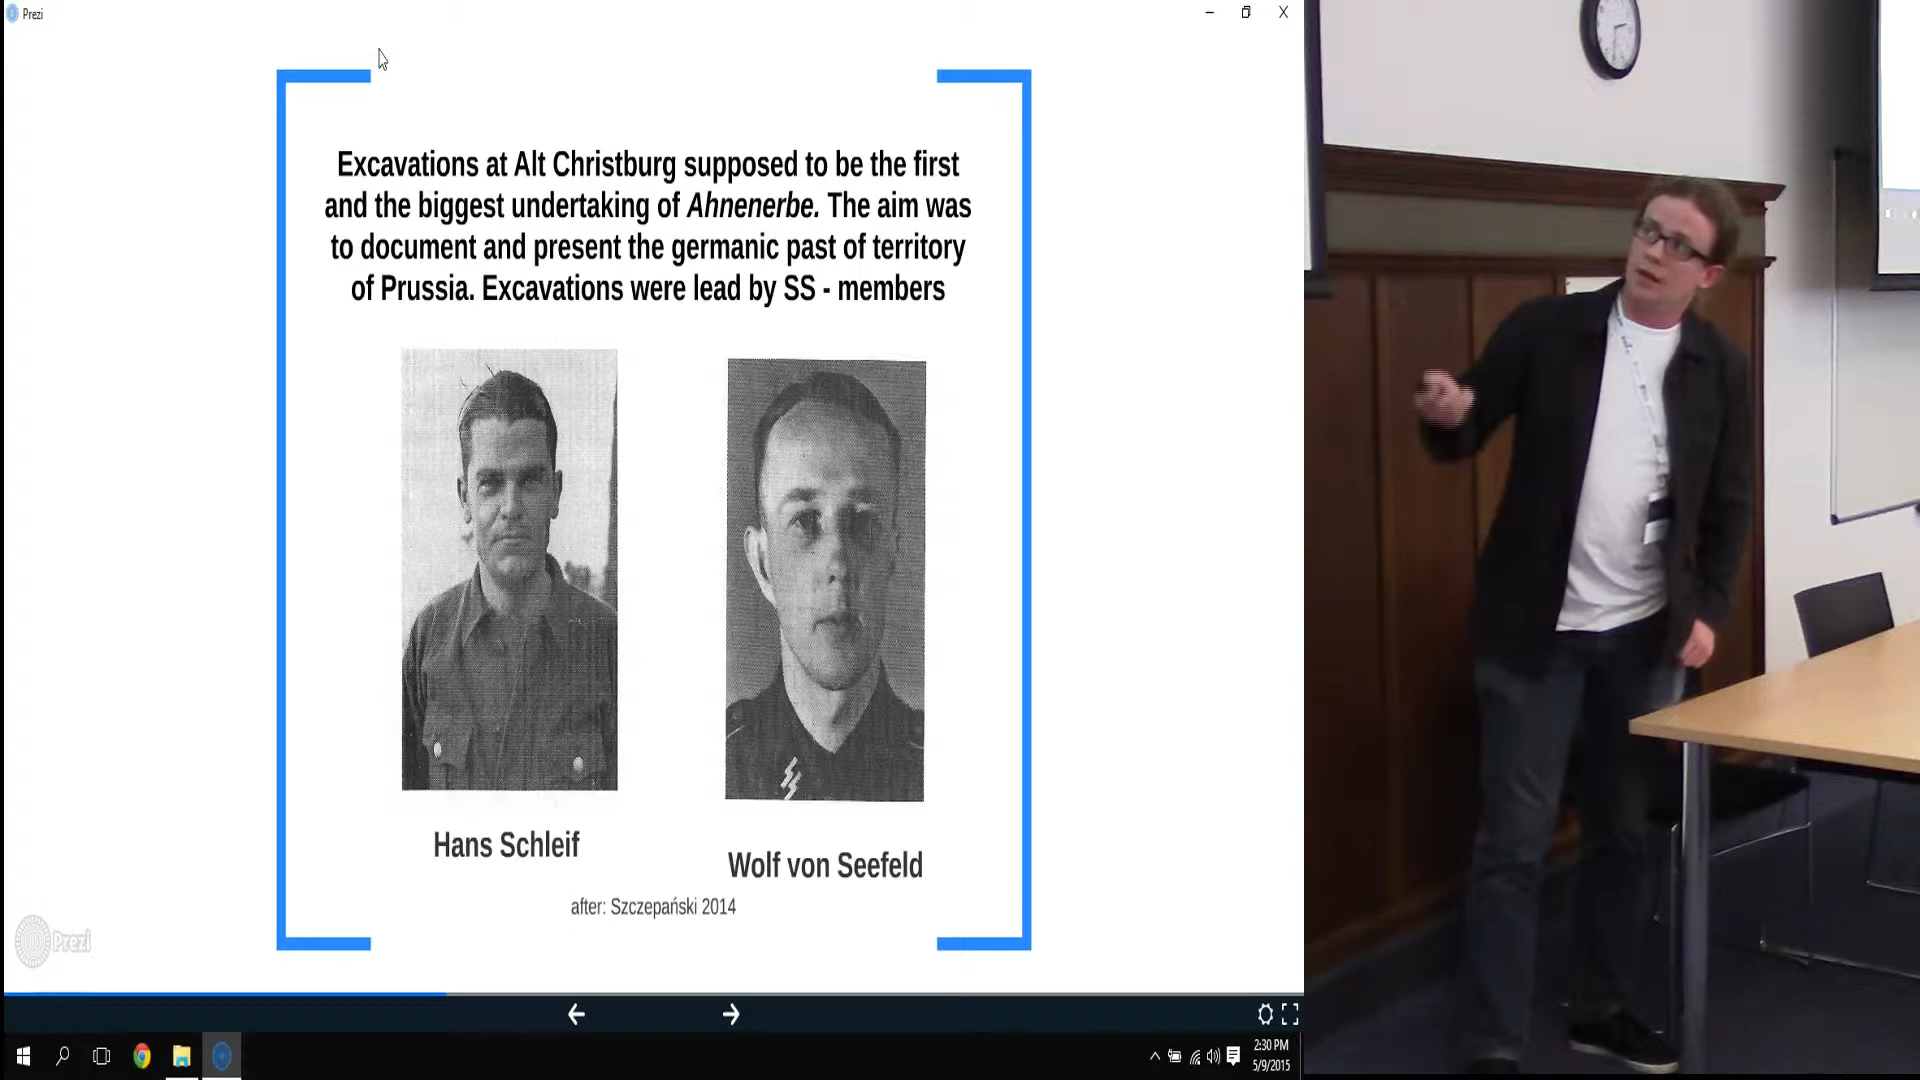 Prezi
Excavations at Alt Christburg supposed to be the first
and the biggest undertaking of Ahnenerbe. The aim was
to document and present the germanic past of territory
of Prussia. Excavations were lead by SS - members
Hans Schleif
Wolf von Seefeld
after: Szczepański 2014
Prezi
2:30 PM
5/9/2015